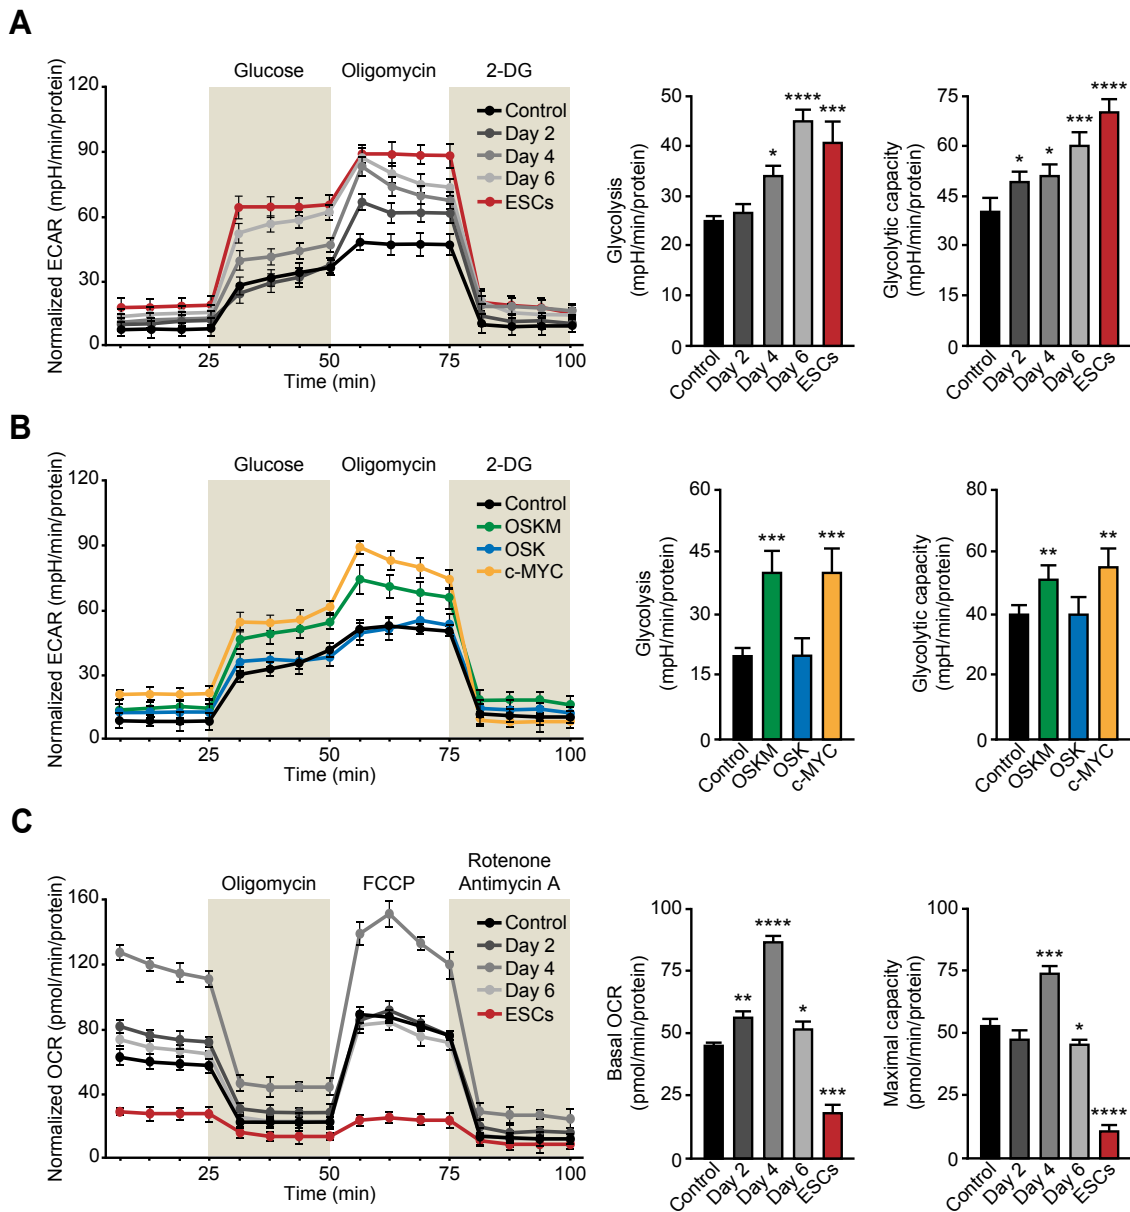 A
Glucose Oligomycin 2-DG
Normalized ECAR (mpH/min/protein)
120
90
60
30
0
25 50 75 100
Time (min)
Control
Day 2
Day 4
Day 6
ESCs
Glycolysis
(mpH/min/protein)
50
40
30
20
10
0
* **** ***
Control Day 2 Day 4 Day 6 ESCs
Glycolytic capacity
(mpH/min/protein)
75
60
45
30
15
0
* * *** ****
Control Day 2 Day 4 Day 6 ESCs
B
Glucose Oligomycin 2-DG
Normalized ECAR (mpH/min/protein)
120
90
60
30
0
25 50 75 100
Time (min)
Control
OSKM
OSK
c-MYC
Glycolysis
(mpH/min/protein)
60
45
30
15
0
*** ***
Control OSKM OSK c-MYC
Glycolytic capacity
(mpH/min/protein)
80
60
40
20
0
** **
Control OSKM OSK c-MYC
C
Oligomycin FCCP Rotenone
Antimycin A
Normalized OCR (pmol/min/protein)
160
120
80
40
0
25 50 75 100
Time (min)
Control
Day 2
Day 4
Day 6
ESCs
Basal OCR
(pmol/min/protein)
100
75
50
25
0
** **** * ***
Control Day 2 Day 4 Day 6 ESCs
Maximal capacity
(pmol/min/protein)
100
75
50
25
0
*** * ****
Control Day 2 Day 4 Day 6 ESCs